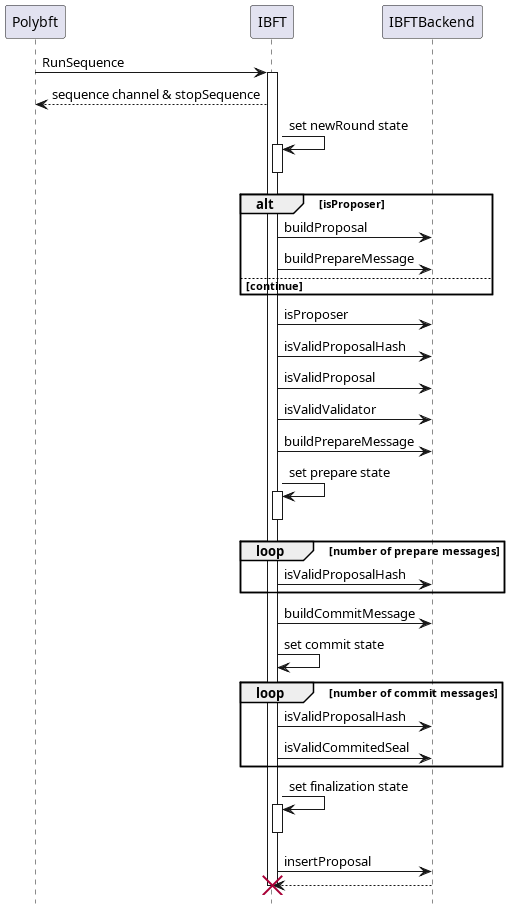 Polybft IBFT IBFTBackend
RunSequence
sequence channel & stopSequence
set newRound state
alt [isProposer]
buildProposal
buildPrepareMessage
[continue]
isProposer
isValidProposalHash
isValidProposal
isValidValidator
buildPrepareMessage
set prepare state
loop [number of prepare messages]
isValidProposalHash
buildCommitMessage
set commit state
loop [number of commit messages]
isValidProposalHash
isValidCommitedSeal
set finalization state
insertProposal